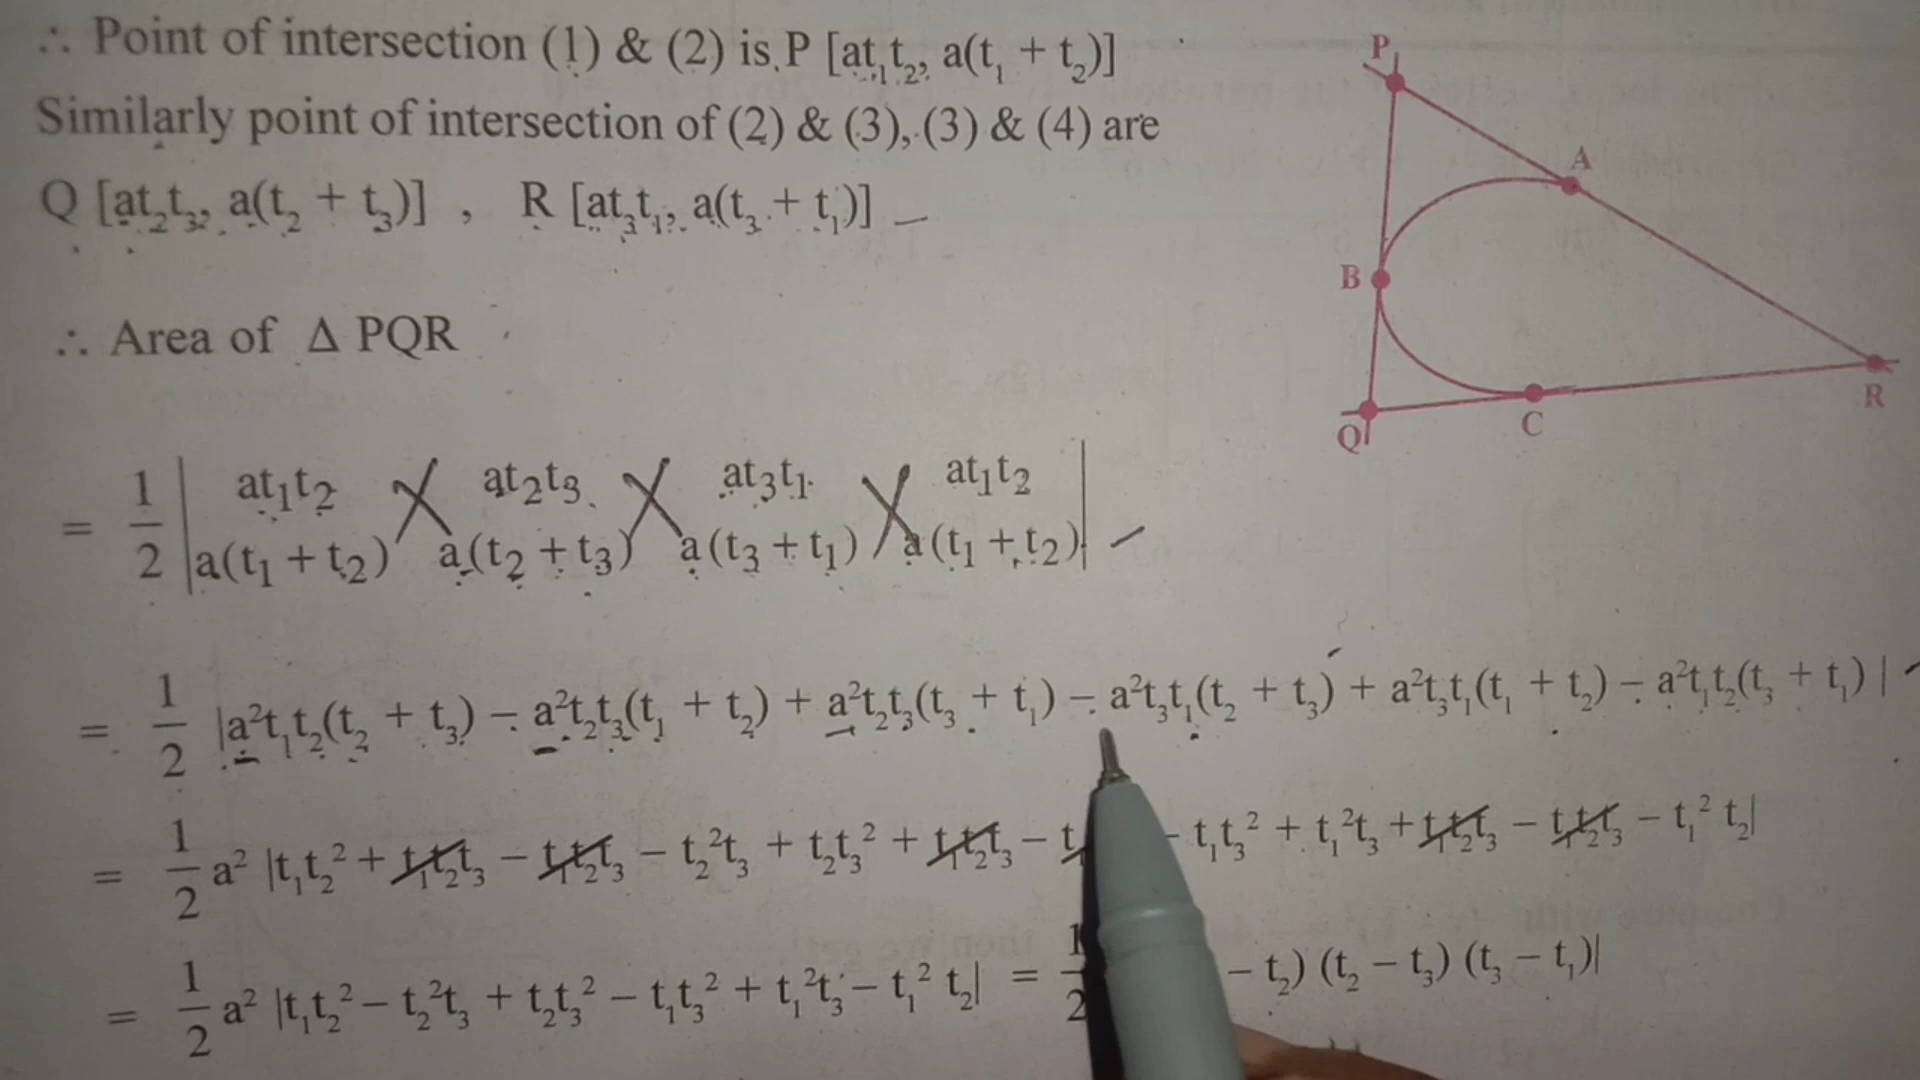 ∴ Point of intersection (1) & (2) is P [at₁t₂, a(t₁ + t₂)]
Similarly point of intersection of (2) & (3), (3) & (4) are
Q [at₂t₃, a(t₂ + t₃)] , R [at₃t₁, a(t₃ + t₁)]
∴ Area of Δ PQR
= 1/2 | at₁t₂ at₂t₃ at₃t₁ at₁t₂
a(t₁ + t₂) a(t₂ + t₃) a(t₃ + t₁) a(t₁ + t₂) |
= 1/2 |a²t₁t₂(t₂ + t₃) − a²t₂t₃(t₁ + t₂) + a²t₂t₃(t₃ + t₁) − a²t₃t₁(t₂ + t₃) + a²t₃t₁(t₁ + t₂) − a²t₁t₂(t₃ + t₁) |
= 1/2 a² |t₁t₂² + t₁t₂t₃ − t₁t₂t₃ − t₂²t₃ + t₂t₃² + t₁t₂t₃ − t − t₁t₃² + t₁²t₃ + t₁t₂t₃ − t₁t₂t₃ − t₁² t₂|
= 1/2 a² |t₁t₂² − t₂²t₃ + t₂t₃² − t₁t₃² + t₁²t₃ − t₁² t₂| = 1/2 − t₂) (t₂ − t₃) (t₃ − t₁)|
P
A
B
Q
C
R